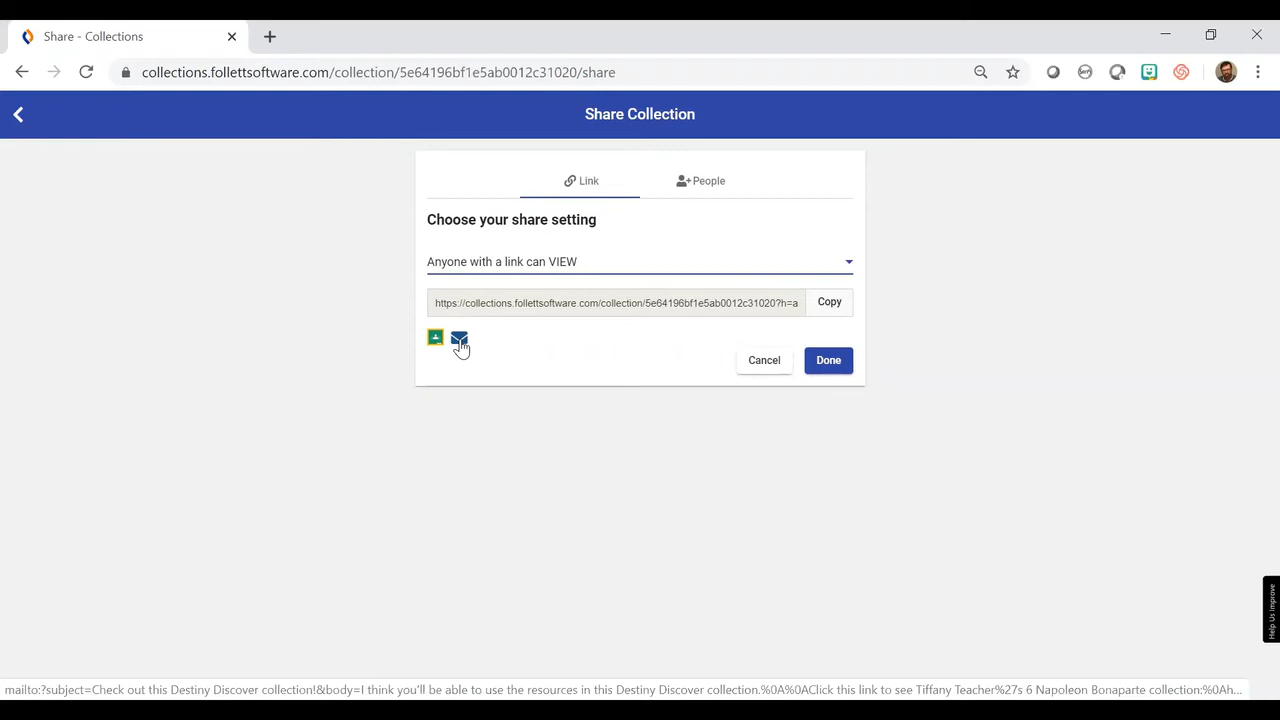 Share - Collections
collections.follettsoftware.com/collection/5e64196bf1e5ab0012c31020/share
Share Collection
Link
People
Choose your share setting
Anyone with a link can VIEW
https://collections.follettsoftware.com/collection/5e64196bf1e5ab0012c31020?h=a
Copy
Cancel
Done
Help Us Improve
mailto:?subject=Check out this Destiny Discover collection!&body=I think you'll be able to use the resources in this Destiny Discover collection.%0A%0AClick this link to see Tiffany Teacher%27s 6 Napoleon Bonaparte collection:%0Ah...